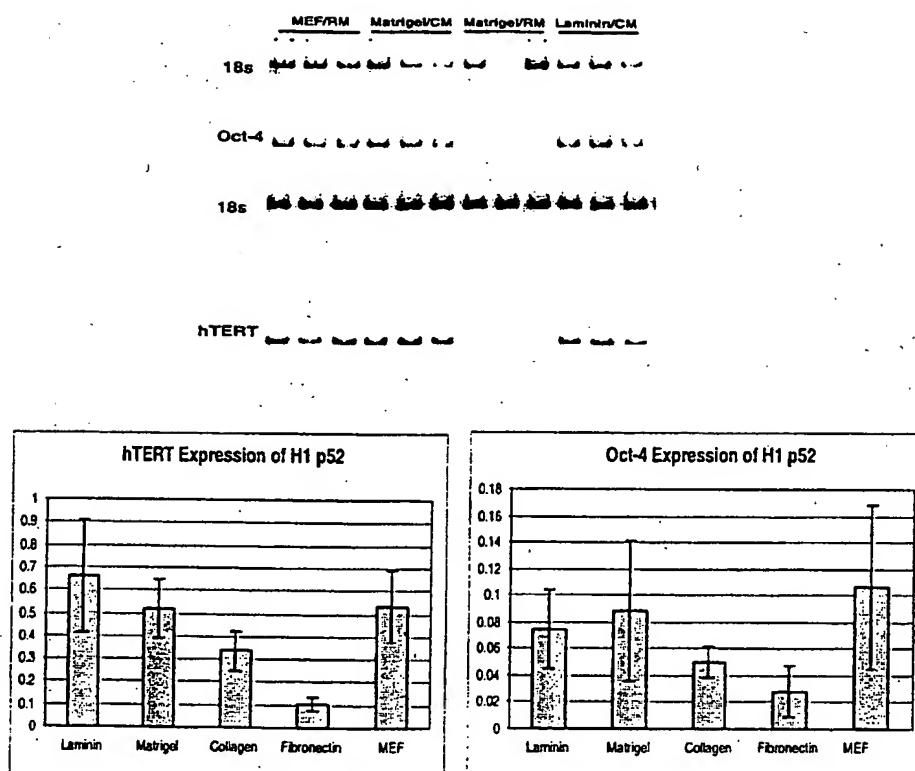 MEF/RM Matrigel/CM Matrigel/RM Laminin/CM
18s
Oct-4
18s
hTERT
hTERT Expression of H1 p52
1
0.9
0.8
0.7
0.6
0.5
0.4
0.3
0.2
0.1
0
Laminin Matrigel Collagen Fibronectin MEF
Oct-4 Expression of H1 p52
0.18
0.16
0.14
0.12
0.1
0.08
0.06
0.04
0.02
0
Laminin Matrigel Collagen Fibronectin MEF